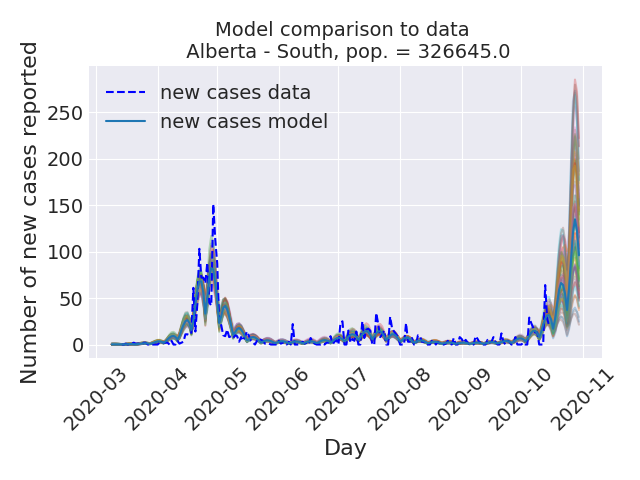 Model comparison to data
Alberta - South, pop. = 326645.0
Number of new cases reported
250
200
150
100
50
0
new cases data
new cases model
2020-03
2020-04
2020-05
2020-06
2020-07
2020-08
2020-09
2020-10
2020-11
Day